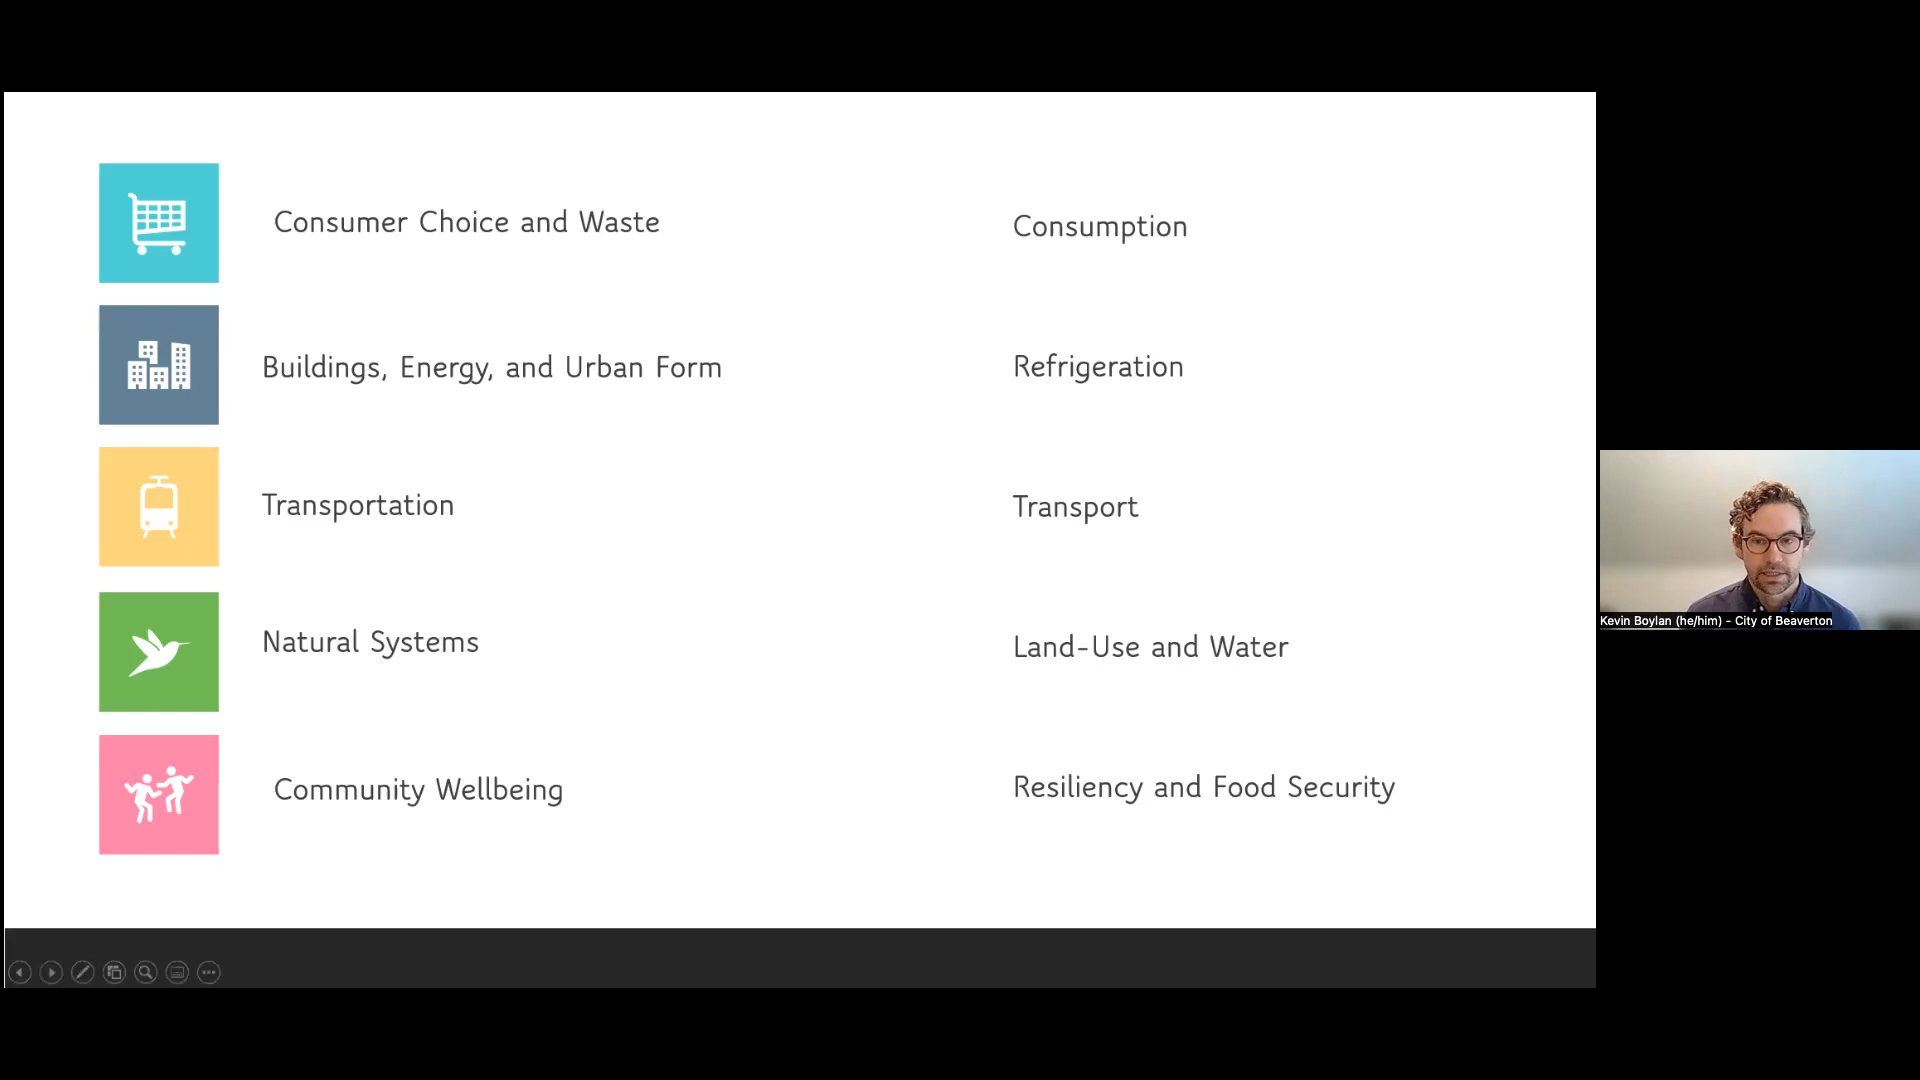 Consumer Choice and Waste
Consumption
Buildings, Energy, and Urban Form
Refrigeration
Transportation
Transport
Natural Systems
Land-Use and Water
Community Wellbeing
Resiliency and Food Security
Kevin Boylan (he/him) - City of Beaverton